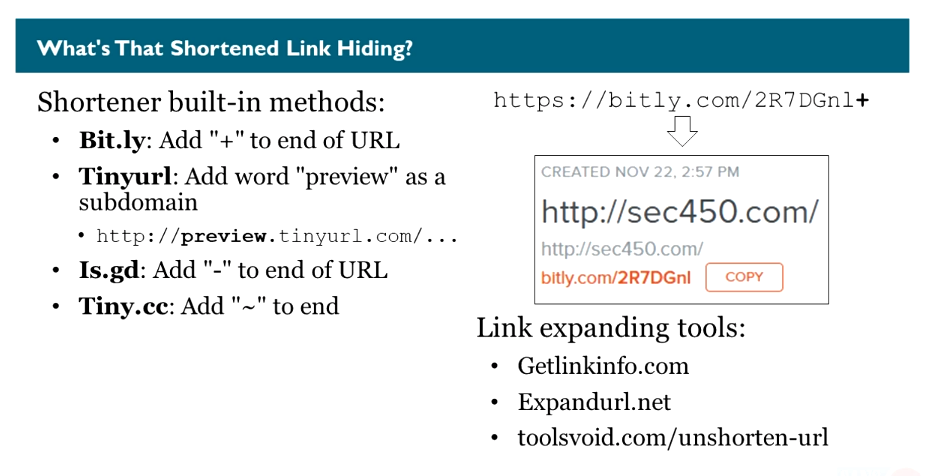 What's That Shortened Link Hiding?
Shortener built-in methods:
• Bit.ly: Add "+" to end of URL
• Tinyurl: Add word "preview" as a
subdomain
• http://preview.tinyurl.com/...
• Is.gd: Add "-" to end of URL
• Tiny.cc: Add "~" to end
https://bitly.com/2R7DGnl+
CREATED NOV 22, 2:57 PM
http://sec450.com/
http://sec450.com/
bitly.com/2R7DGnl
COPY
Link expanding tools:
• Getlinkinfo.com
• Expandurl.net
• toolsvoid.com/unshorten-url